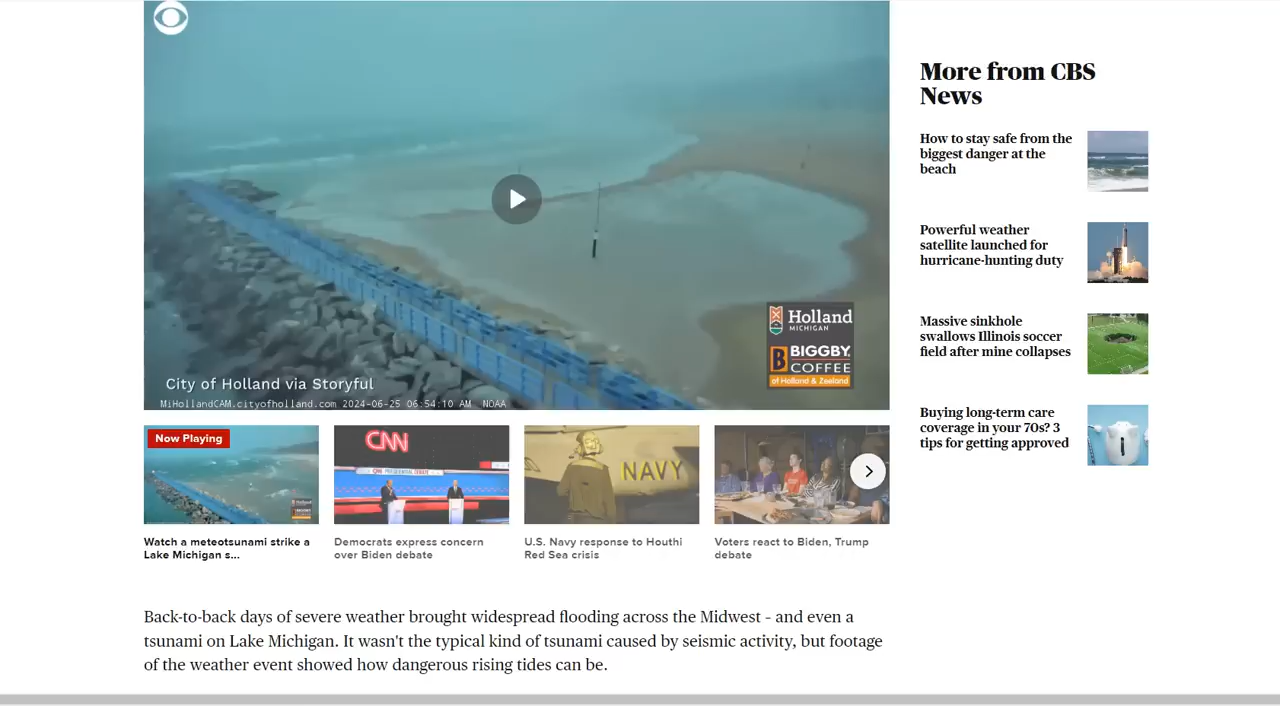 Holland
MICHIGAN
BIGGBY.
COFFEE
of Holland & Zeeland
City of Holland via Storyful
MiHollandCAM.cityofholland.com 2024-06-25 06:54:10 AM NOAA
Now Playing
CNN
CNN PRESIDENTIAL DEBATE
NAVY
Watch a meteotsunami strike a
Lake Michigan s...
Democrats express concern
over Biden debate
U.S. Navy response to Houthi
Red Sea crisis
Voters react to Biden, Trump
debate
Back-to-back days of severe weather brought widespread flooding across the Midwest – and even a
tsunami on Lake Michigan. It wasn't the typical kind of tsunami caused by seismic activity, but footage
of the weather event showed how dangerous rising tides can be.
More from CBS
News
How to stay safe from the
biggest danger at the
beach
Powerful weather
satellite launched for
hurricane-hunting duty
Massive sinkhole
swallows Illinois soccer
field after mine collapses
Buying long-term care
coverage in your 70s? 3
tips for getting approved